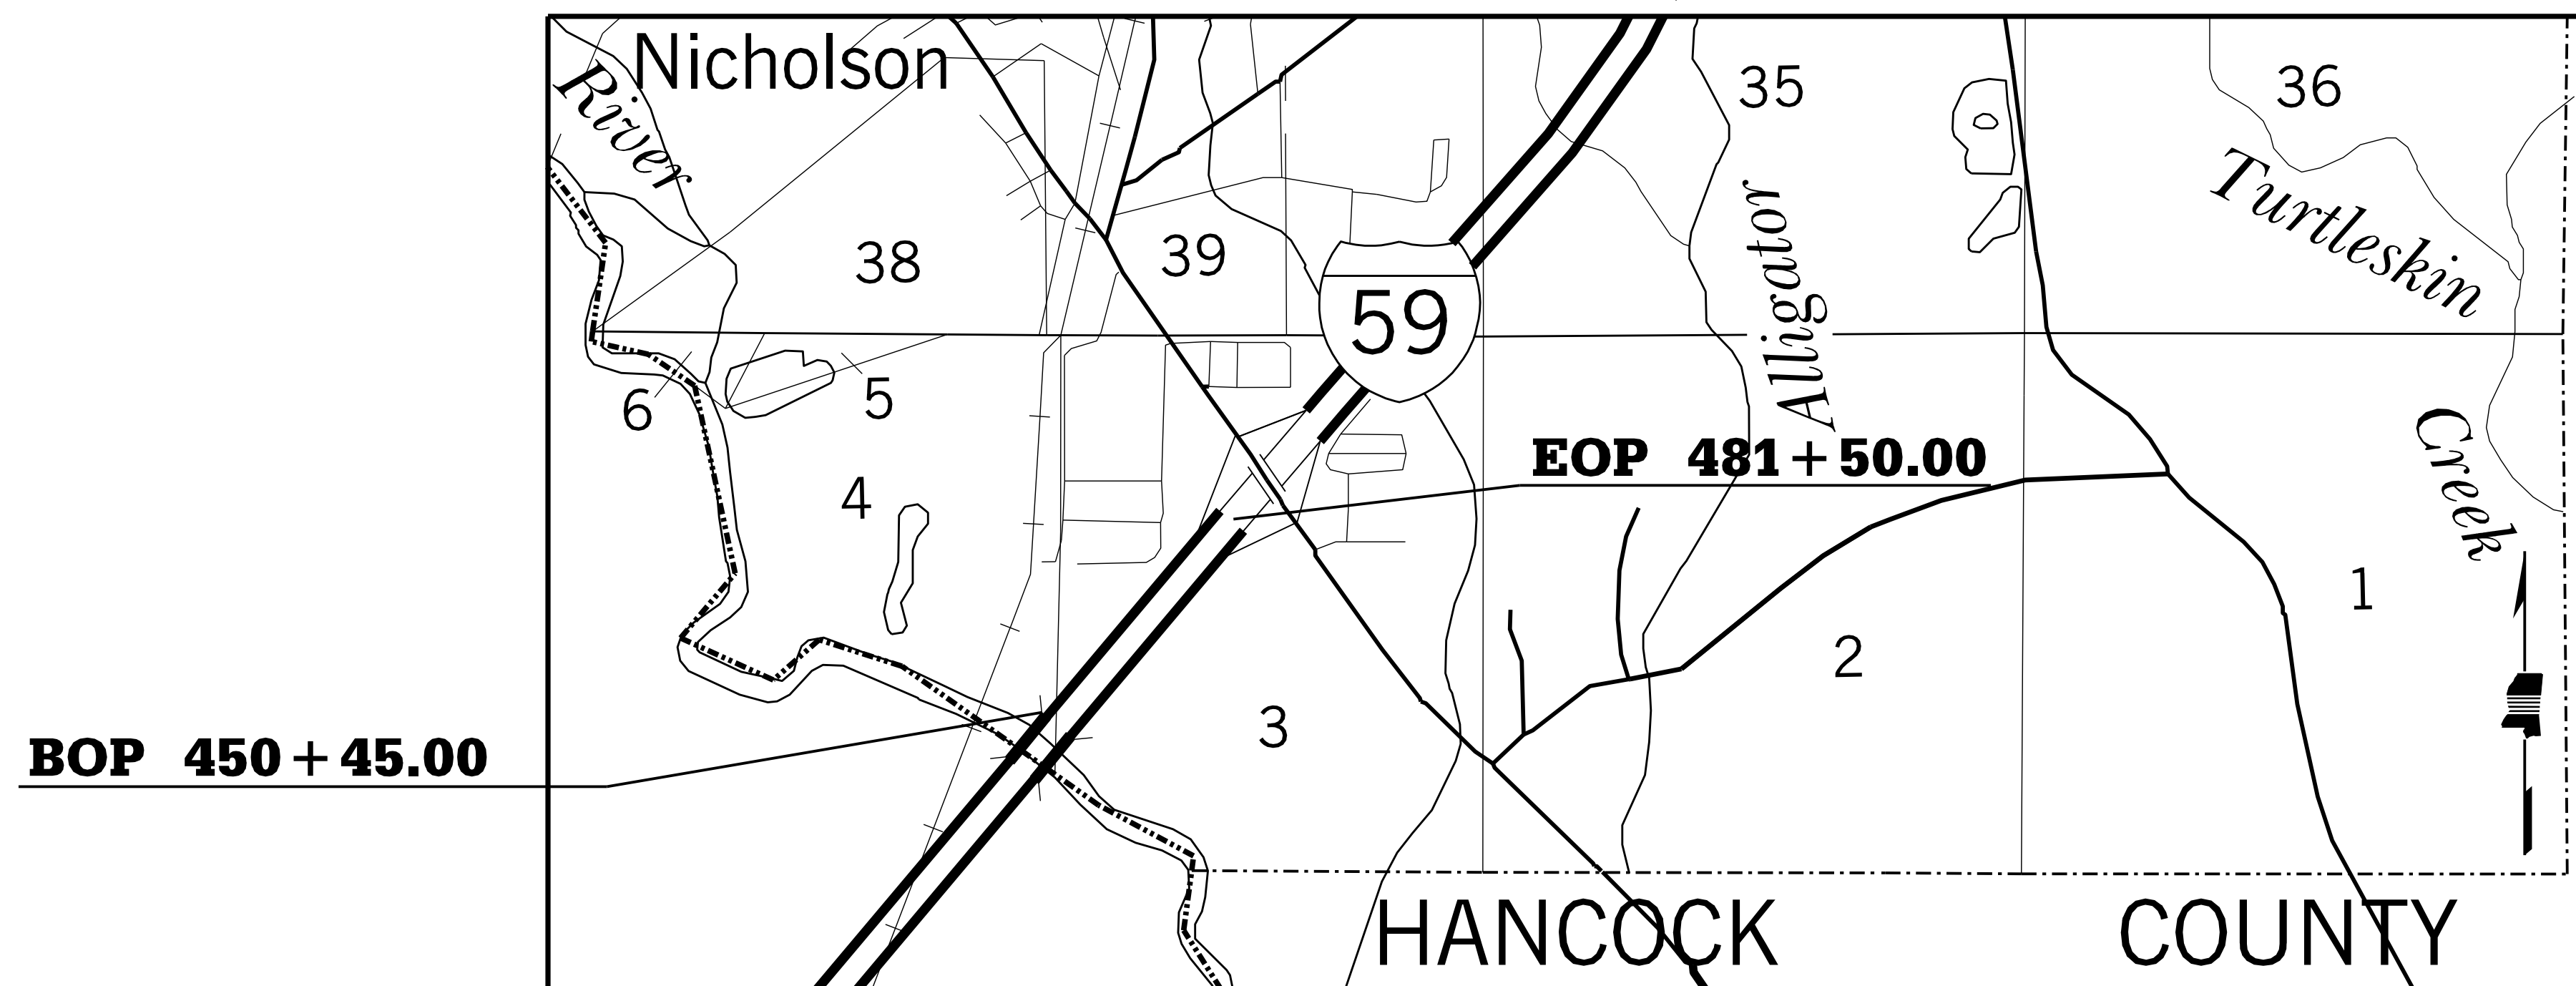 Nicholson
River
35
36
38
39
59
Alligator
Turtleskin
Creek
6
5
4
EOP 481+50.00
1
2
3
BOP 450+45.00
HANCOCK COUNTY